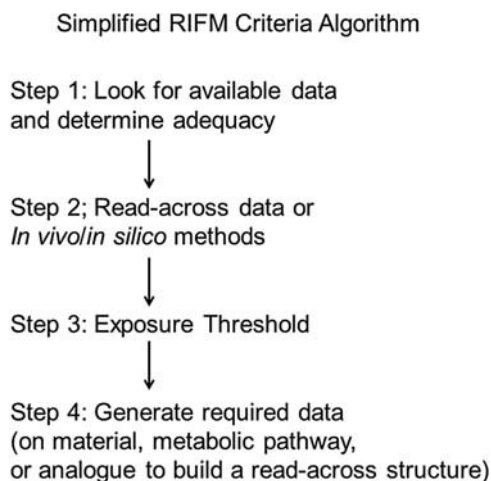 Simplified RIFM Criteria Algorithm
Step 1: Look for available data
and determine adequacy
Step 2; Read-across data or
In vivo/in silico methods
Step 3: Exposure Threshold
Step 4: Generate required data
(on material, metabolic pathway,
or analogue to build a read-across structure)